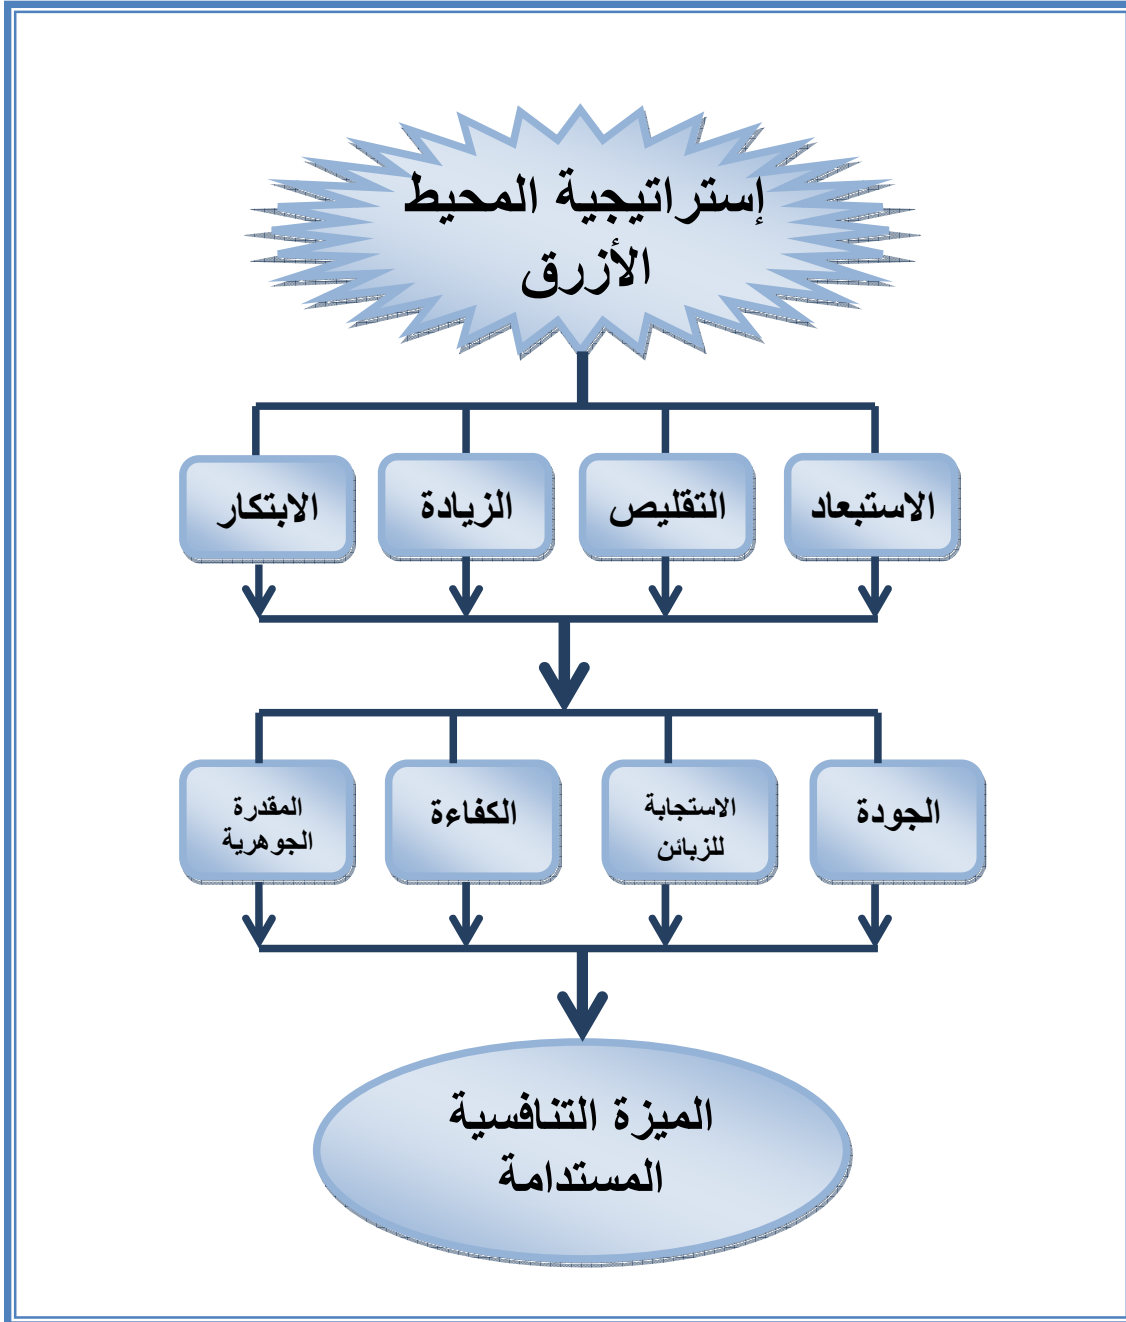 إستراتيجية المحيط
الأزرق
الاستبعاد
التقليص
الزيادة
الابتكار
الجودة
الاستجابة
للزبائن
الكفاءة
المقدرة
الجوهرية
الميزة التنافسية
المستدامة